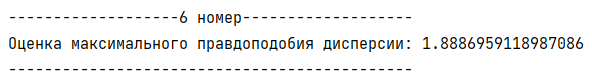 -------------------6 номер------------------
Оценка максимального правдоподобия дисперсии: 1.8886959118987086
---------------------------------------------